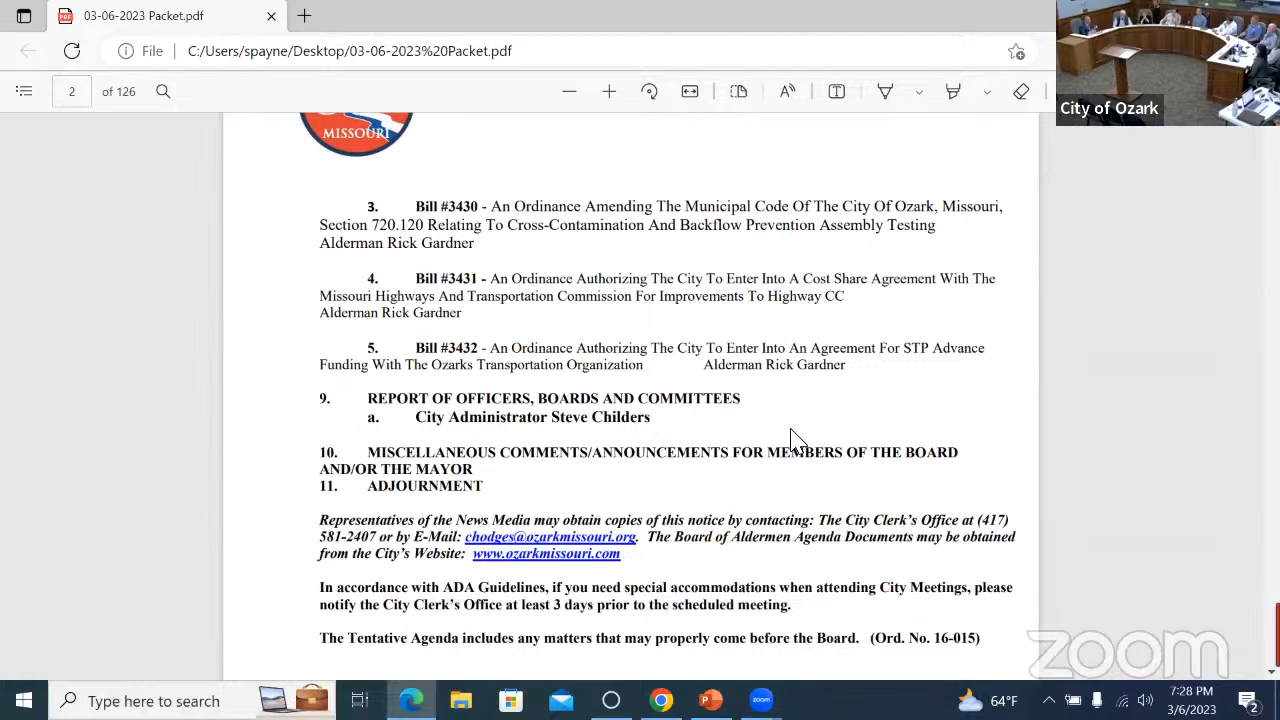 03-06-2023 Packet.pdf
File C:/Users/spayne/Desktop/03-06-2023%20Packet.pdf
2 of 126
City of Ozark
MISSOURI
3. Bill #3430 - An Ordinance Amending The Municipal Code Of The City Of Ozark, Missouri,
Section 720.120 Relating To Cross-Contamination And Backflow Prevention Assembly Testing
Alderman Rick Gardner
4. Bill #3431 - An Ordinance Authorizing The City To Enter Into A Cost Share Agreement With The
Missouri Highways And Transportation Commission For Improvements To Highway CC
Alderman Rick Gardner
5. Bill #3432 - An Ordinance Authorizing The City To Enter Into An Agreement For STP Advance
Funding With The Ozarks Transportation Organization Alderman Rick Gardner
9. REPORT OF OFFICERS, BOARDS AND COMMITTEES
a. City Administrator Steve Childers
10. MISCELLANEOUS COMMENTS/ANNOUNCEMENTS FOR MEMBERS OF THE BOARD
AND/OR THE MAYOR
11. ADJOURNMENT
Representatives of the News Media may obtain copies of this notice by contacting: The City Clerk's Office at (417)
581-2407 or by E-Mail: chodges@ozarkmissouri.org. The Board of Aldermen Agenda Documents may be obtained
from the City's Website: www.ozarkmissouri.com
In accordance with ADA Guidelines, if you need special accommodations when attending City Meetings, please
notify the City Clerk's Office at least 3 days prior to the scheduled meeting.
The Tentative Agenda includes any matters that may properly come before the Board. (Ord. No. 16-015)
zoom
Type here to search
zoom
64°F
7:28 PM
3/6/2023
2